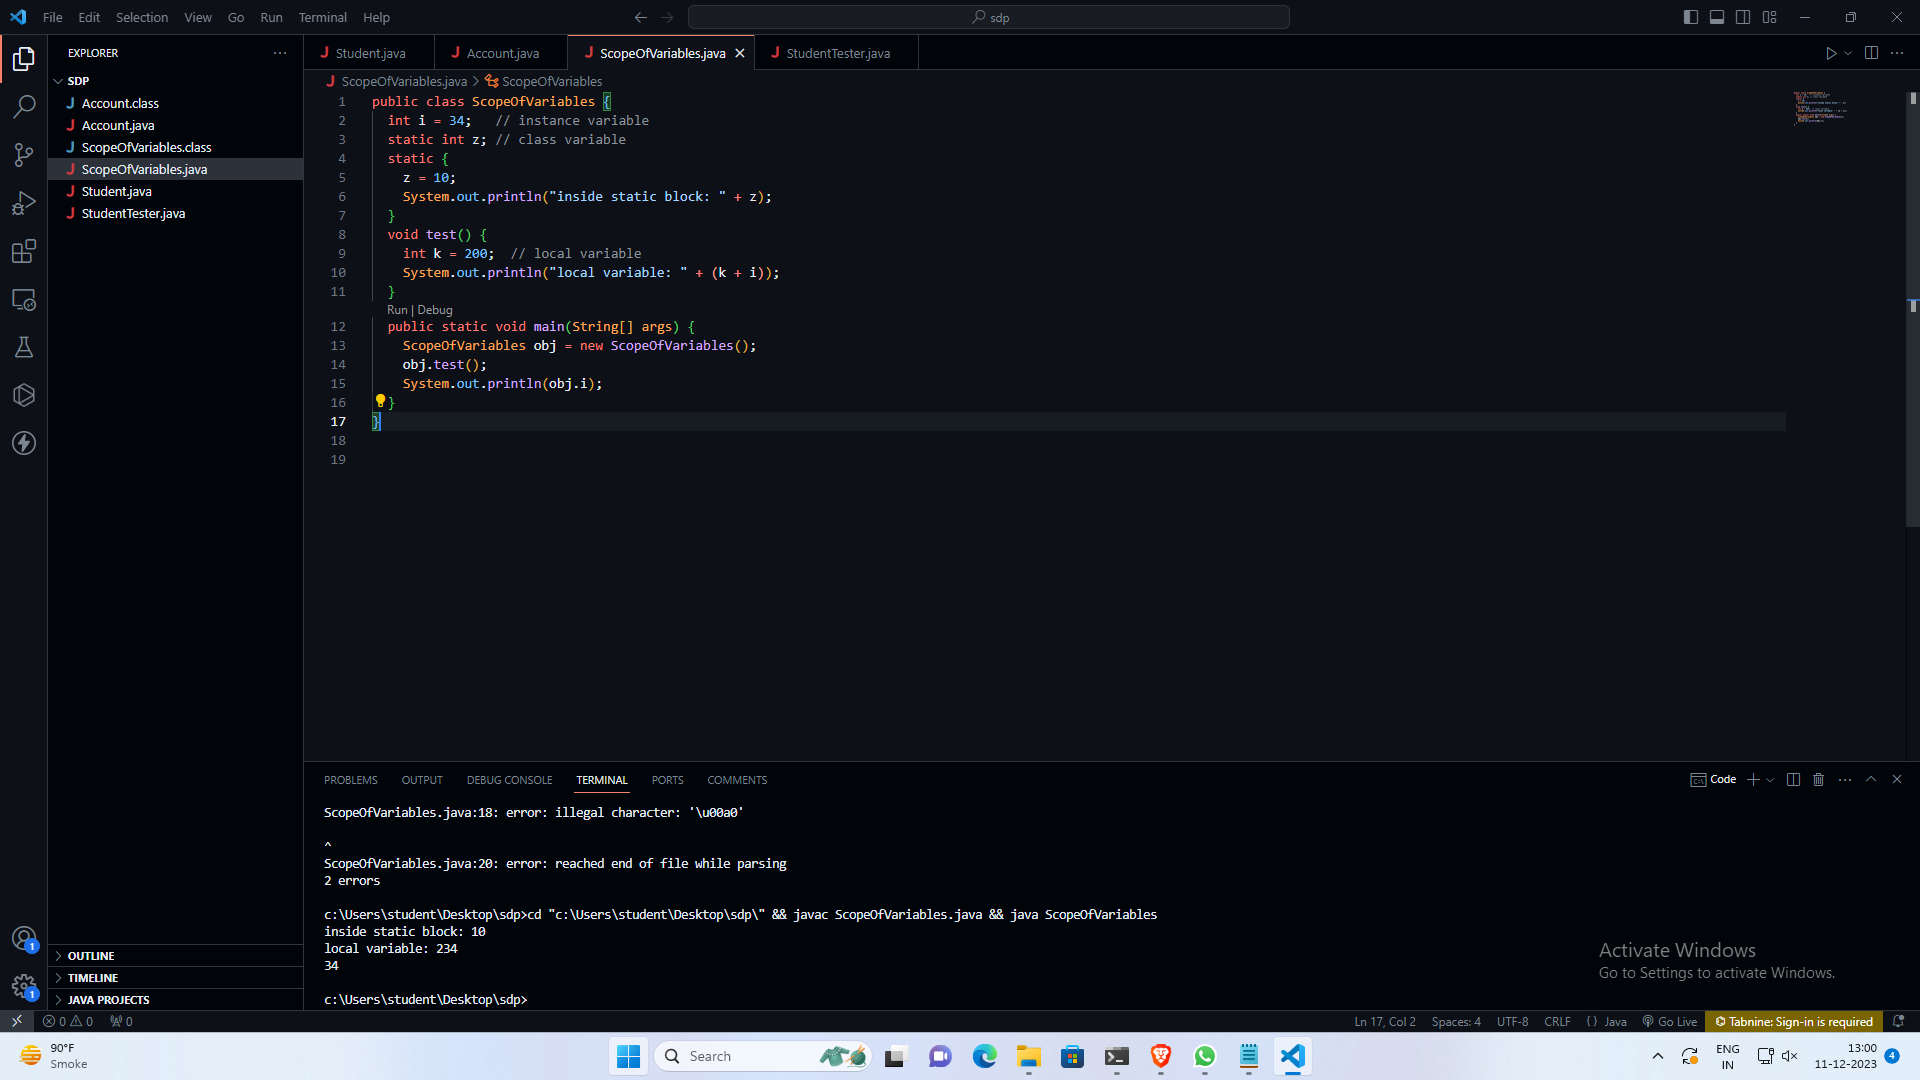 File Edit Selection View Go Run Terminal Help
sdp
EXPLORER
SDP
Account.class
Account.java
ScopeOfVariables.class
ScopeOfVariables.java
Student.java
StudentTester.java
OUTLINE
TIMELINE
JAVA PROJECTS
Student.java Account.java ScopeOfVariables.java StudentTester.java
ScopeOfVariables.java > ScopeOfVariables
1 public class ScopeOfVariables {
2 int i = 34; // instance variable
3 static int z; // class variable
4 static {
5 z = 10;
6 System.out.println("inside static block: " + z);
7 }
8 void test() {
9 int k = 200; // local variable
10 System.out.println("local variable: " + (k + i));
11 }
Run | Debug
12 public static void main(String[] args) {
13 ScopeOfVariables obj = new ScopeOfVariables();
14 obj.test();
15 System.out.println(obj.i);
16 }
17 }
18
19
PROBLEMS OUTPUT DEBUG CONSOLE TERMINAL PORTS COMMENTS
Code
ScopeOfVariables.java:18: error: illegal character: '\u00a0'
^
ScopeOfVariables.java:20: error: reached end of file while parsing
2 errors
c:\Users\student\Desktop\sdp>cd "c:\Users\student\Desktop\sdp\" && javac ScopeOfVariables.java && java ScopeOfVariables
inside static block: 10
local variable: 234
34
c:\Users\student\Desktop\sdp>
Activate Windows
Go to Settings to activate Windows.
1
1
0 0 0
Ln 17, Col 2 Spaces: 4 UTF-8 CRLF {} Java Go Live Tabnine: Sign-in is required
90°F
Smoke
Search
ENG
IN
13:00
11-12-2023
4